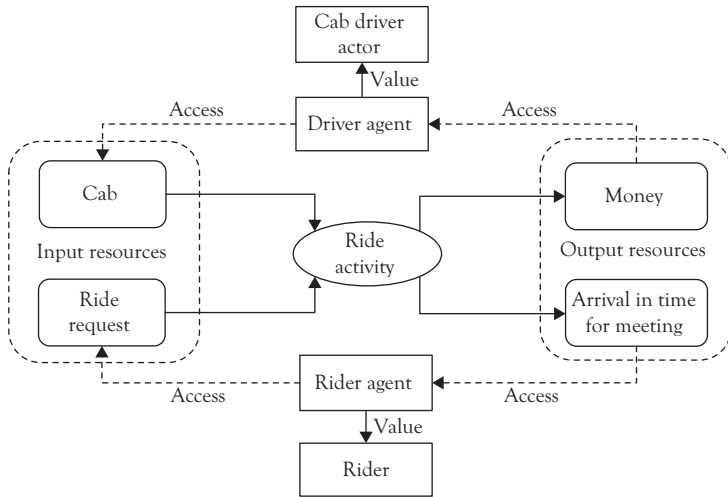 Cab driver
actor
Value
Access
Driver agent
Access
Cab
Money
Input resources
Ride
activity
Output resources
Ride
request
Arrival in time
for meeting
Access
Rider agent
Access
Value
Rider